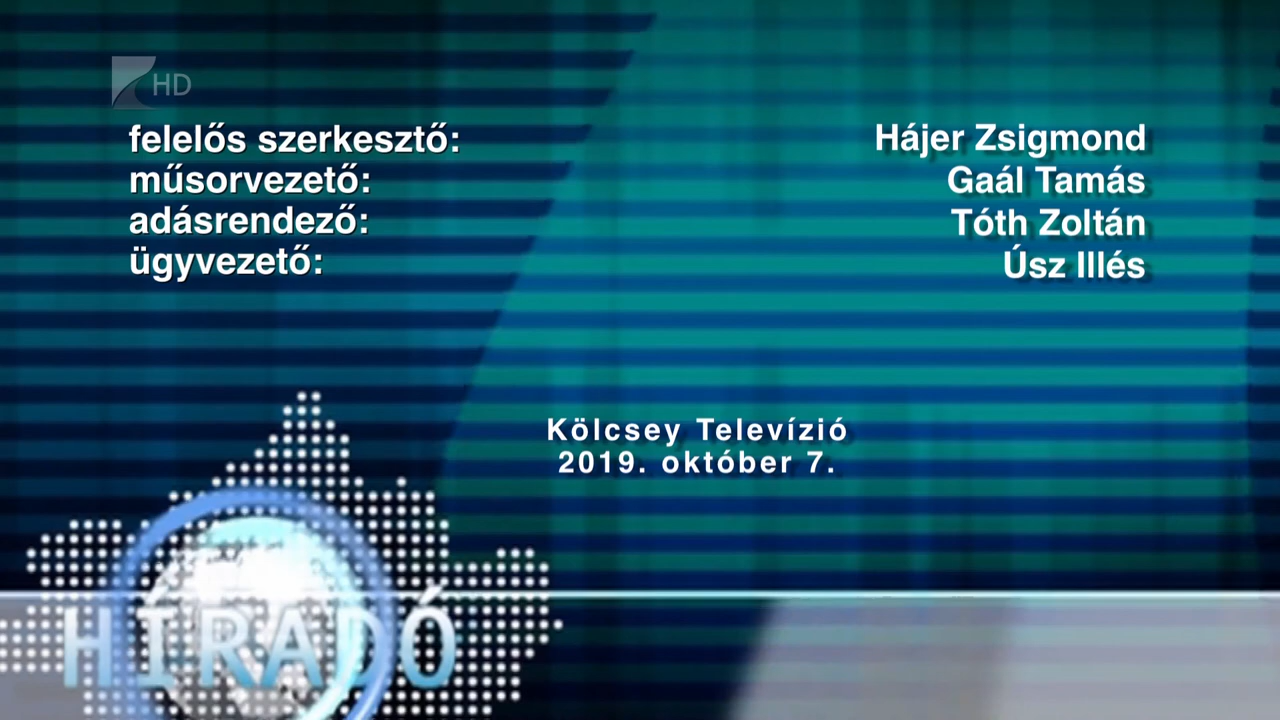 HD
felelős szerkesztő: Hájer Zsigmond
műsorvezető: Gaál Tamás
adásrendező: Tóth Zoltán
ügyvezető: Úsz Illés
Kölcsey Televízió
2019. október 7.
HÍRADÓ